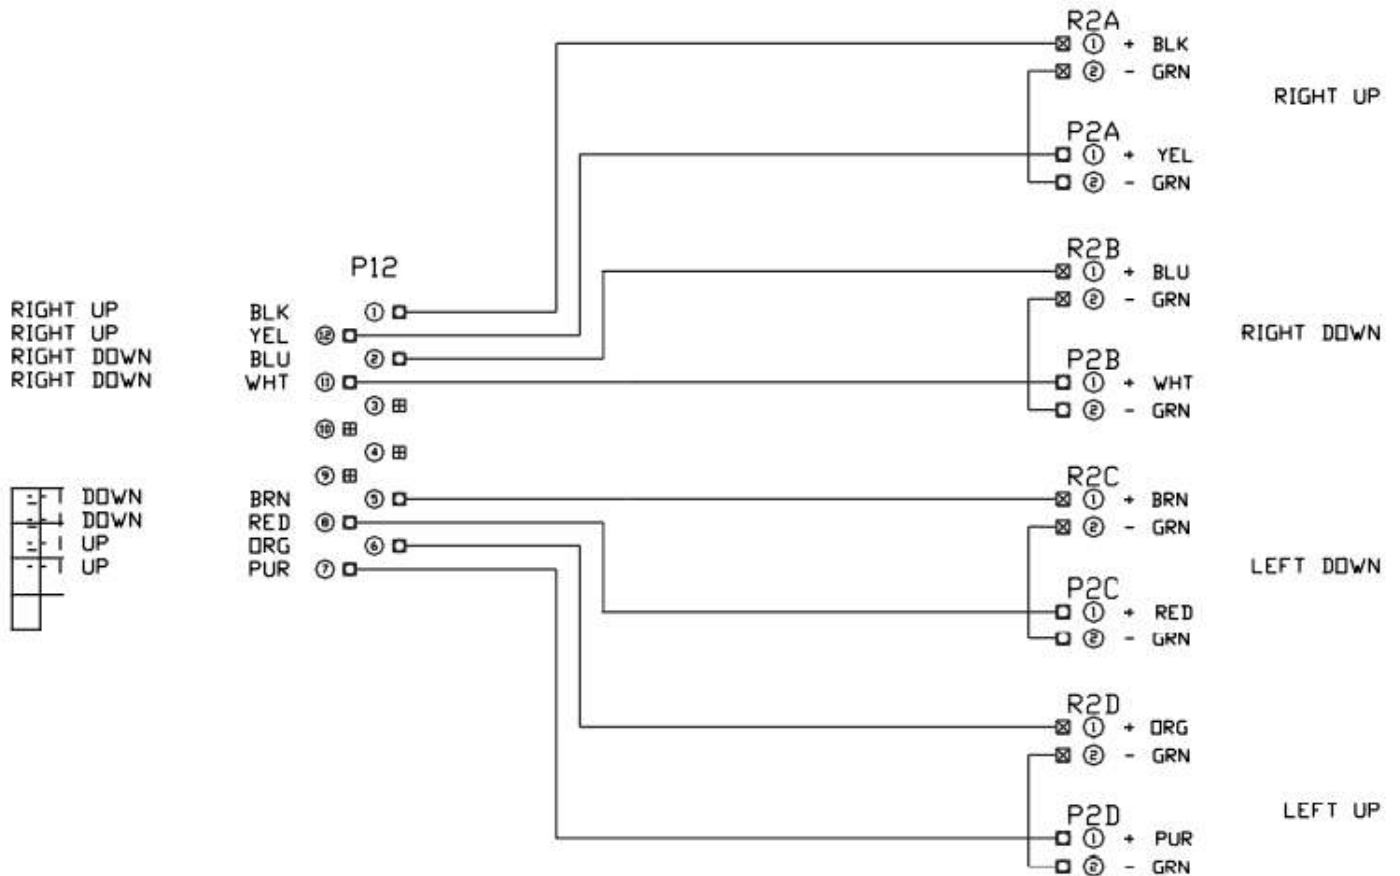 R2A
① + BLK
② - GRN
RIGHT UP
P2A
① + YEL
② - GRN
R2B
① + BLU
② - GRN
RIGHT DOWN
P2B
① + WHT
② - GRN
P12
RIGHT UP BLK ①
RIGHT UP YEL ⑫
RIGHT DOWN BLU ②
RIGHT DOWN WHT ⑪
③
⑩
④
⑨
DOWN BRN ⑤
DOWN RED ⑧
UP ORG ⑥
UP PUR ⑦
R2C
① + BRN
② - GRN
LEFT DOWN
P2C
① + RED
② - GRN
R2D
① + ORG
② - GRN
LEFT UP
P2D
① + PUR
② - GRN